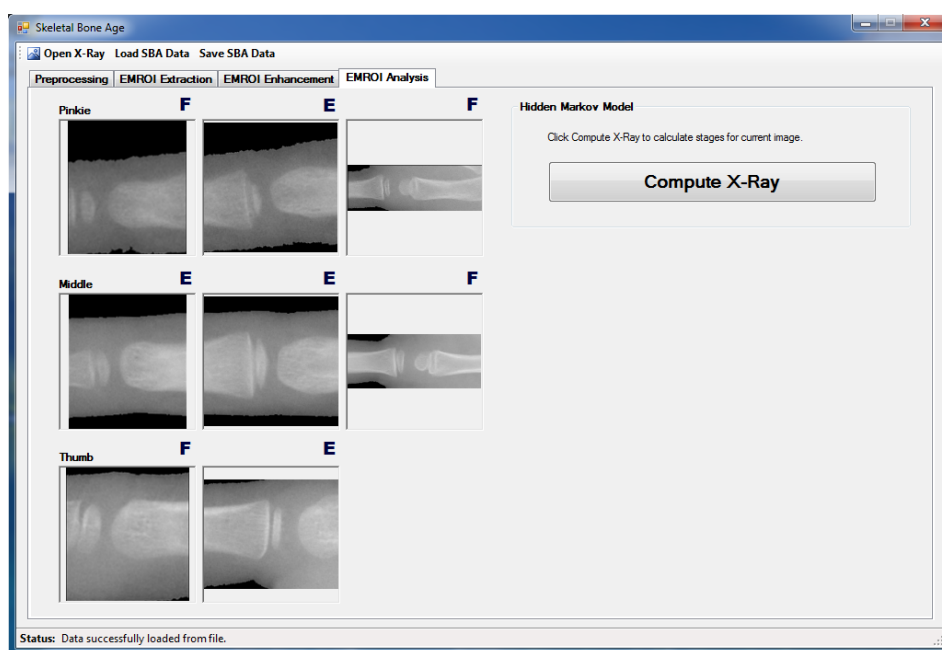 Skeletal Bone Age
Open X-Ray Load SBA Data Save SBA Data
Preprocessing EMROI Extraction EMROI Enhancement EMROI Analysis
Pinkie F E F
Hidden Markov Model
Click Compute X-Ray to calculate stages for current image.
Compute X-Ray
Middle E E F
Thumb F E
Status: Data successfully loaded from file.